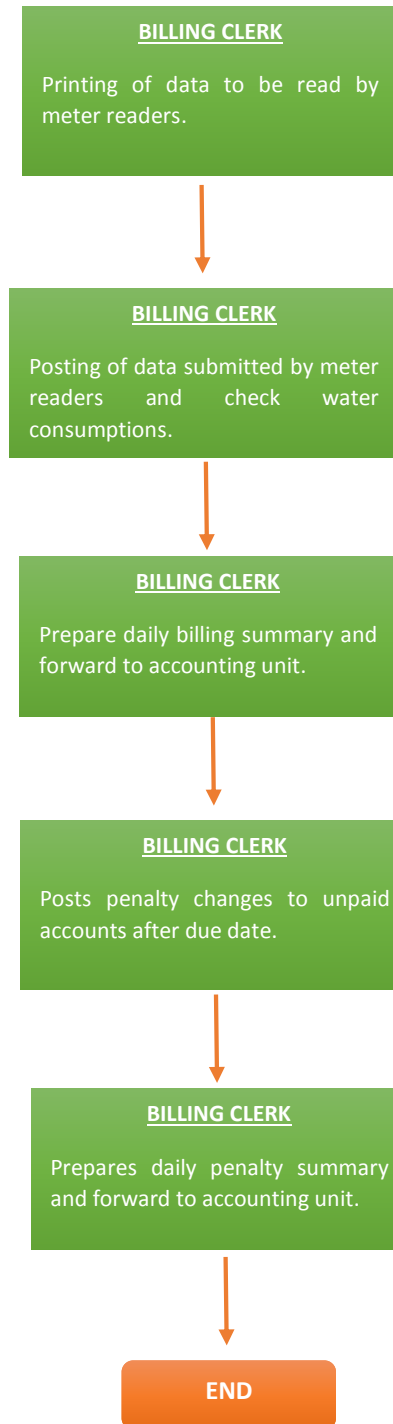 BILLING CLERK
Printing of data to be read by
meter readers.
BILLING CLERK
Posting of data submitted by meter
readers and check water
consumptions.
BILLING CLERK
Prepare daily billing summary and
forward to accounting unit.
BILLING CLERK
Posts penalty changes to unpaid
accounts after due date.
BILLING CLERK
Prepares daily penalty summary
and forward to accounting unit.
END